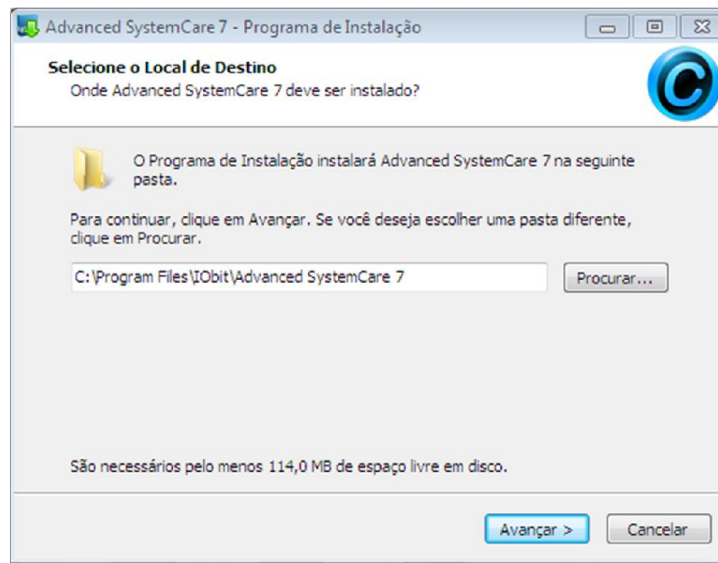 Advanced SystemCare 7 - Programa de Instalação
Selecione o Local de Destino
Onde Advanced SystemCare 7 deve ser instalado?
O Programa de Instalação instalará Advanced SystemCare 7 na seguinte
pasta.
Para continuar, clique em Avançar. Se você deseja escolher uma pasta diferente,
clique em Procurar.
C:\Program Files\IObit\Advanced SystemCare 7
Procurar...
São necessários pelo menos 114,0 MB de espaço livre em disco.
Avançar >
Cancelar